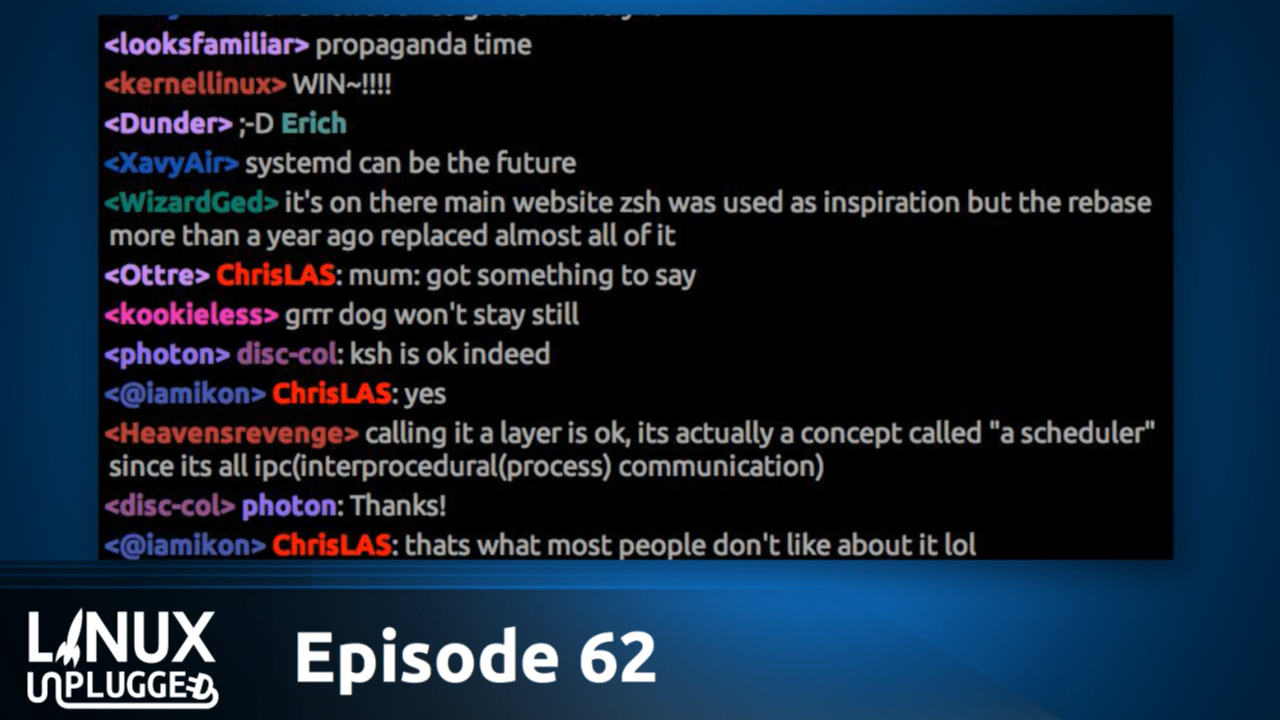 <looksfamiliar> propaganda time
<kernellinux> WIN~!!!!
<Dunder> ;-D Erich
<XavyAir> systemd can be the future
<WizardGed> it's on there main website zsh was used as inspiration but the rebase
more than a year ago replaced almost all of it
<Ottre> ChrisLAS: mum: got something to say
<kookieless> grrr dog won't stay still
<photon> disc-col: ksh is ok indeed
<@iamikon> ChrisLAS: yes
<Heavensrevenge> calling it a layer is ok, its actually a concept called "a scheduler"
since its all ipc(interprocedural(process) communication)
<disc-col> photon: Thanks!
<@iamikon> ChrisLAS: thats what most people don't like about it lol
LINUX
UNPLUGGED
Episode 62